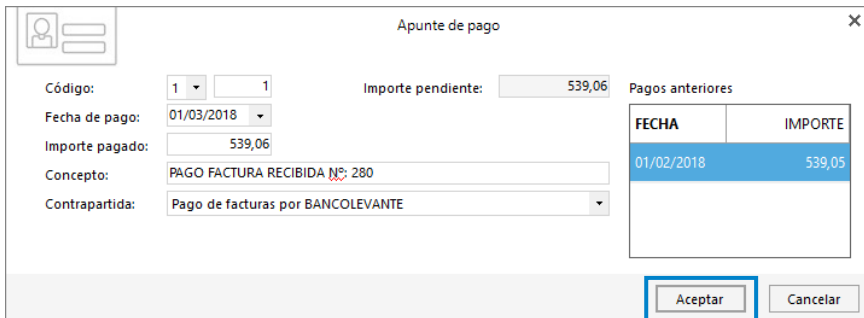 Apunte de pago
Código: 1 1 Importe pendiente: 539,06 Pagos anteriores
Fecha de pago: 01/03/2018
FECHA IMPORTE
Importe pagado: 539,06
01/02/2018 539,05
Concepto: PAGO FACTURA RECIBIDA Nº: 280
Contrapartida: Pago de facturas por BANCOLEVANTE
Aceptar Cancelar